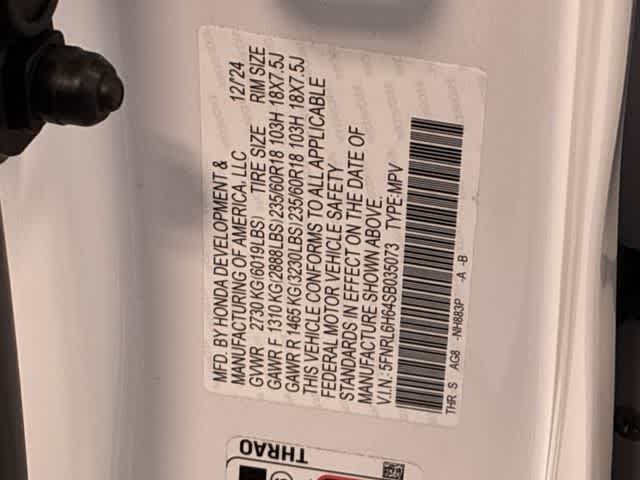 MFD. BY HONDA DEVELOPMENT &
MANUFACTURING OF AMERICA, LLC 12/24
GVWR 2730 KG(6019LBS) TIRE SIZE RIM SIZE
GAWR F 1310 KG(2888LBS)235/60R18 103H 18X7.5J
GAWR R 1465 KG(3230LBS)235/60R18 103H 18X7.5J
THIS VEHICLE CONFORMS TO ALL APPLICABLE
FEDERAL MOTOR VEHICLE SAFETY
STANDARDS IN EFFECT ON THE DATE OF
MANUFACTURE SHOWN ABOVE.
V.I.N.:5FNRL6H64SB035073 TYPE:MPV
THR S AG8 -NH883P -A -B
THRAO